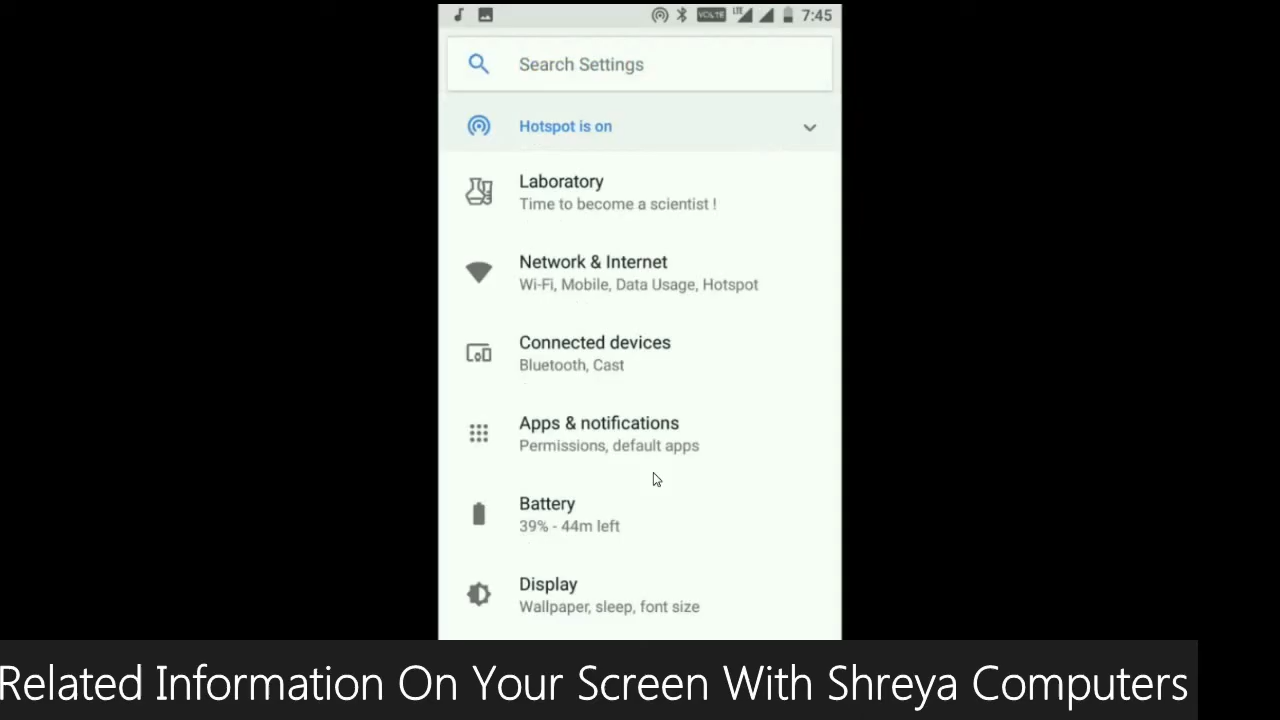 VOLTE LTE 7:45
Search Settings
Hotspot is on
Laboratory
Time to become a scientist !
Network & Internet
Wi-Fi, Mobile, Data Usage, Hotspot
Connected devices
Bluetooth, Cast
Apps & notifications
Permissions, default apps
Battery
39% - 44m left
Display
Wallpaper, sleep, font size
Related Information On Your Screen With Shreya Computers